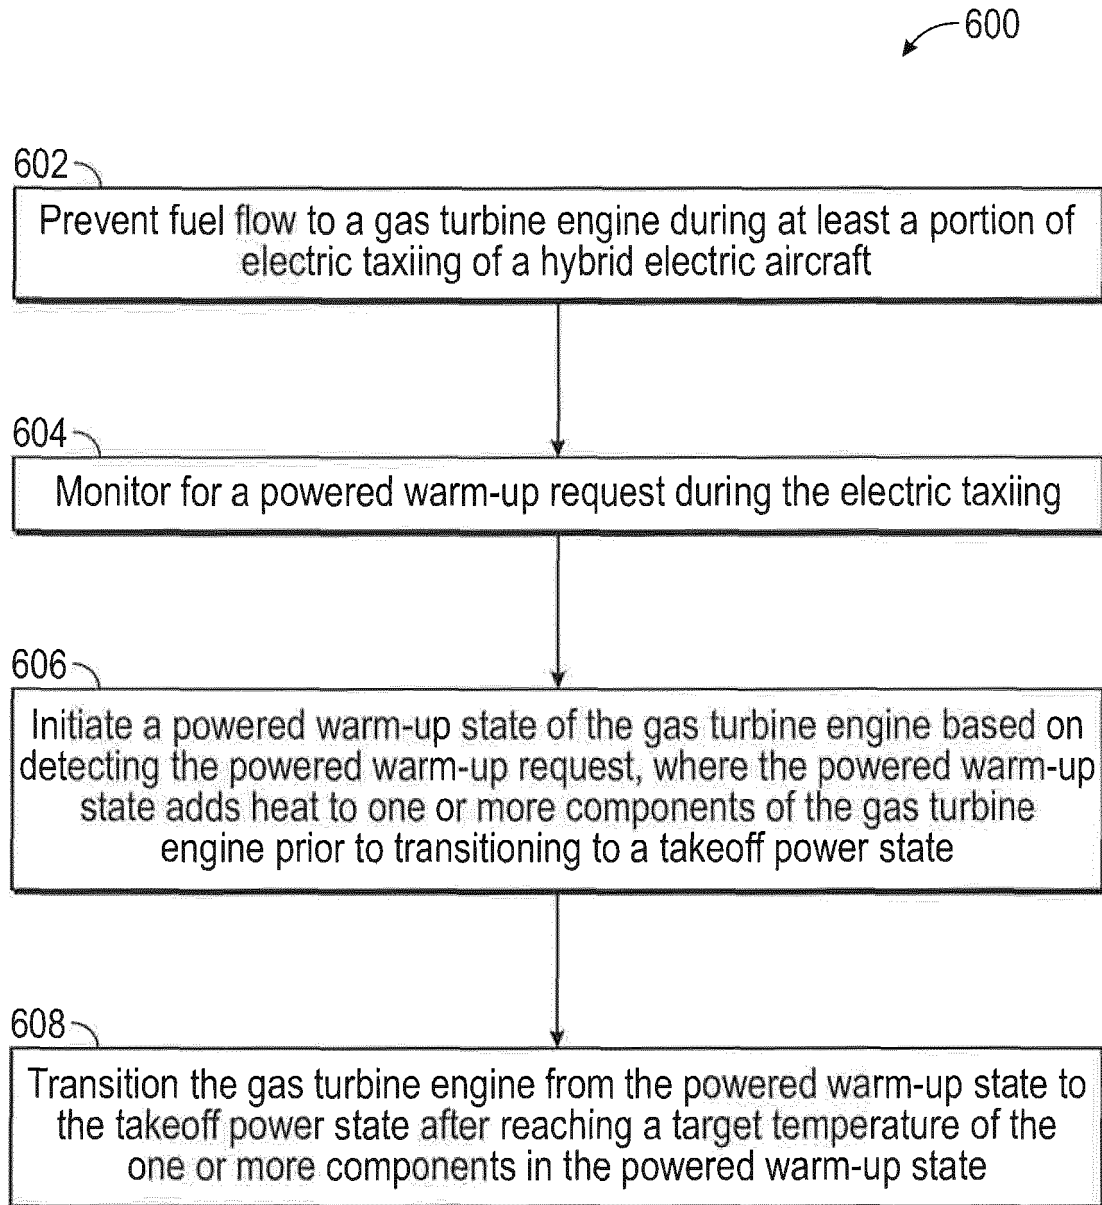 600
602
Prevent fuel flow to a gas turbine engine during at least a portion of
electric taxiing of a hybrid electric aircraft
604
Monitor for a powered warm-up request during the electric taxiing
606
Initiate a powered warm-up state of the gas turbine engine based on
detecting the powered warm-up request, where the powered warm-up
state adds heat to one or more components of the gas turbine
engine prior to transitioning to a takeoff power state
608
Transition the gas turbine engine from the powered warm-up state to
the takeoff power state after reaching a target temperature of the
one or more components in the powered warm-up state